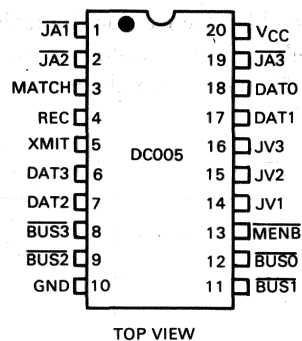 JA1 1 20 VCC
JA2 2 19 JA3
MATCH 3 18 DAT0
REC 4 17 DAT1
XMIT 5 16 JV3
DC005
DAT3 6 15 JV2
DAT2 7 14 JV1
BUS3 8 13 MENB
BUS2 9 12 BUS0
GND 10 11 BUS1
TOP VIEW